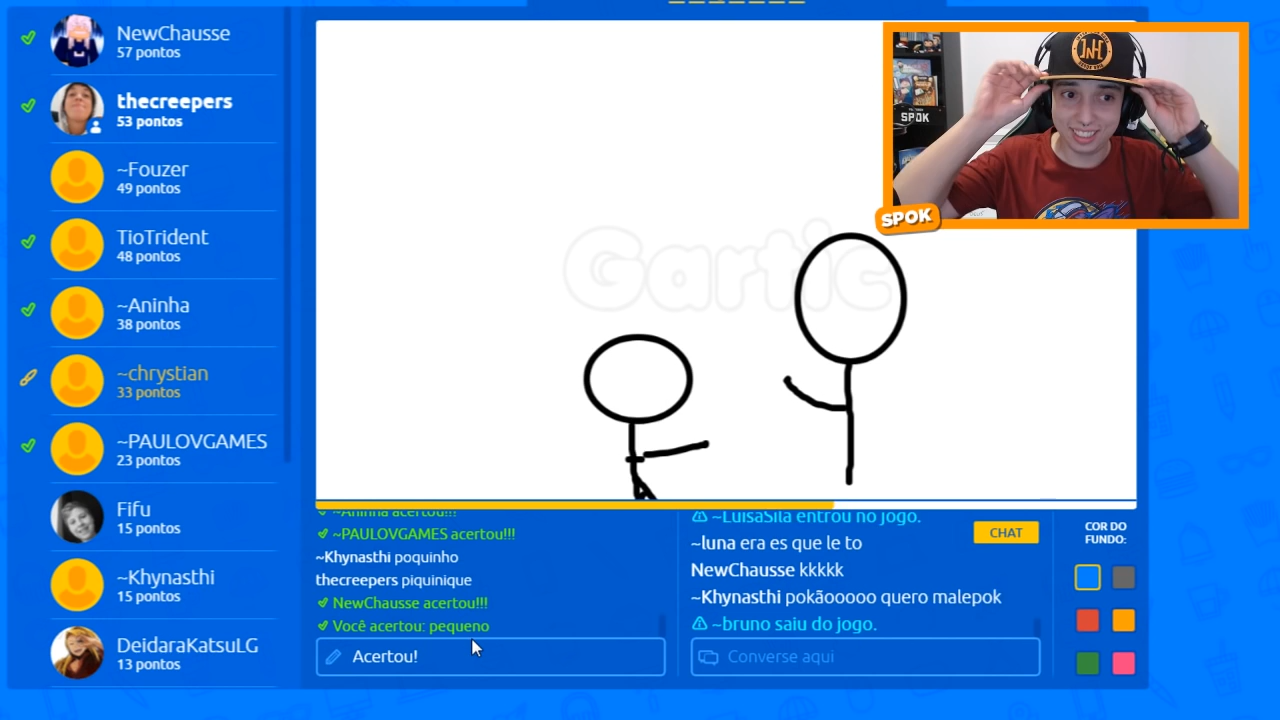 NewChausse
57 pontos
thecreepers
53 pontos
~Fouzer
49 pontos
TioTrident
48 pontos
~Aninha
38 pontos
~chrystian
33 pontos
~PAULOVGAMES
23 pontos
Fifu
15 pontos
~Khynasthi
15 pontos
DeidaraKatsuLG
13 pontos
Gartic
SPOK
SPOK
~Aninha acertou!!!
~PAULOVGAMES acertou!!!
~Khynasthi poquinho
thecreepers piquinique
NewChausse acertou!!!
Você acertou: pequeno
Acertou!
~LuisaSila entrou no jogo.
~luna era es que le to
NewChausse kkkkk
~Khynasthi pokãooooo quero malepok
~bruno saiu do jogo.
Converse aqui
CHAT
COR DO
FUNDO: